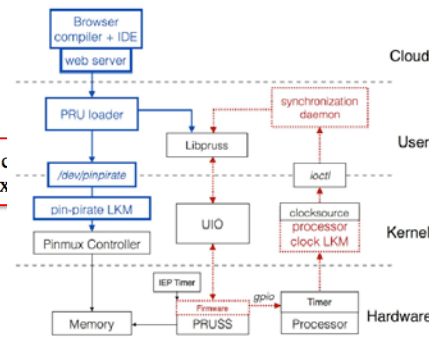 Browser
compiler + IDE
web server
Cloud
PRU loader
synchronization
daemon
Libpruss
User
/dev/pinpirate
ioctl
pin-pirate LKM
UIO
clocksource
processor
clock LKM
Kernel
Pinmux Controller
IEP Timer
gpio
Firmware
PRUSS
Timer
Processor
Memory
Hardware